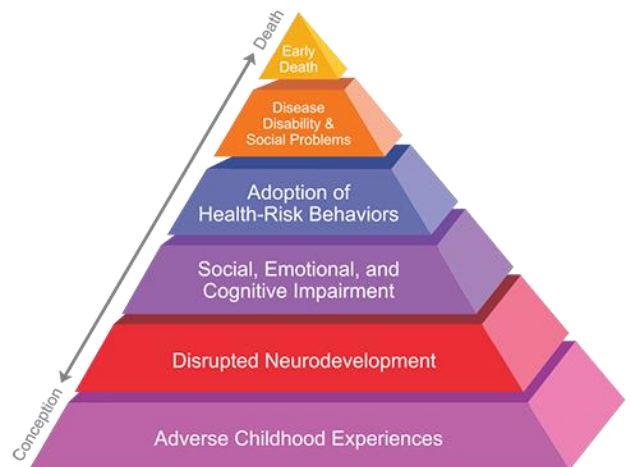 Death
Early
Death
Disease
Disability &
Social Problems
Adoption of
Health-Risk Behaviors
Social, Emotional, and
Cognitive Impairment
Disrupted Neurodevelopment
Adverse Childhood Experiences
Conception